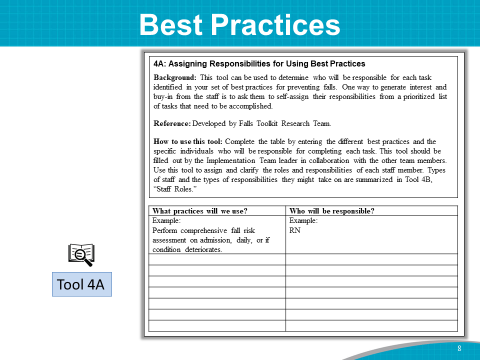 Best Practices
4A: Assigning Responsibilities for Using Best Practices
Background: This tool can be used to determine who will be responsible for each task
identified in your set of best practices for preventing falls. One way to generate interest and
buy-in from the staff is to ask them to self-assign their responsibilities from a prioritized list
of tasks that need to be accomplished.
Reference: Developed by Falls Toolkit Research Team.
How to use this tool: Complete the table by entering the different best practices and the
specific individuals who will be responsible for completing each task. This tool should be
filled out by the Implementation Team leader in collaboration with the other team members.
Use this tool to assign and clarify the roles and responsibilities of each staff member. Types
of staff and the types of responsibilities they might take on are summarized in Tool 4B,
“Staff Roles.”
What practices will we use?
Who will be responsible?
Example:
Perform comprehensive fall risk
assessment on admission, daily, or if
condition deteriorates.
Example:
RN
Tool 4A
8